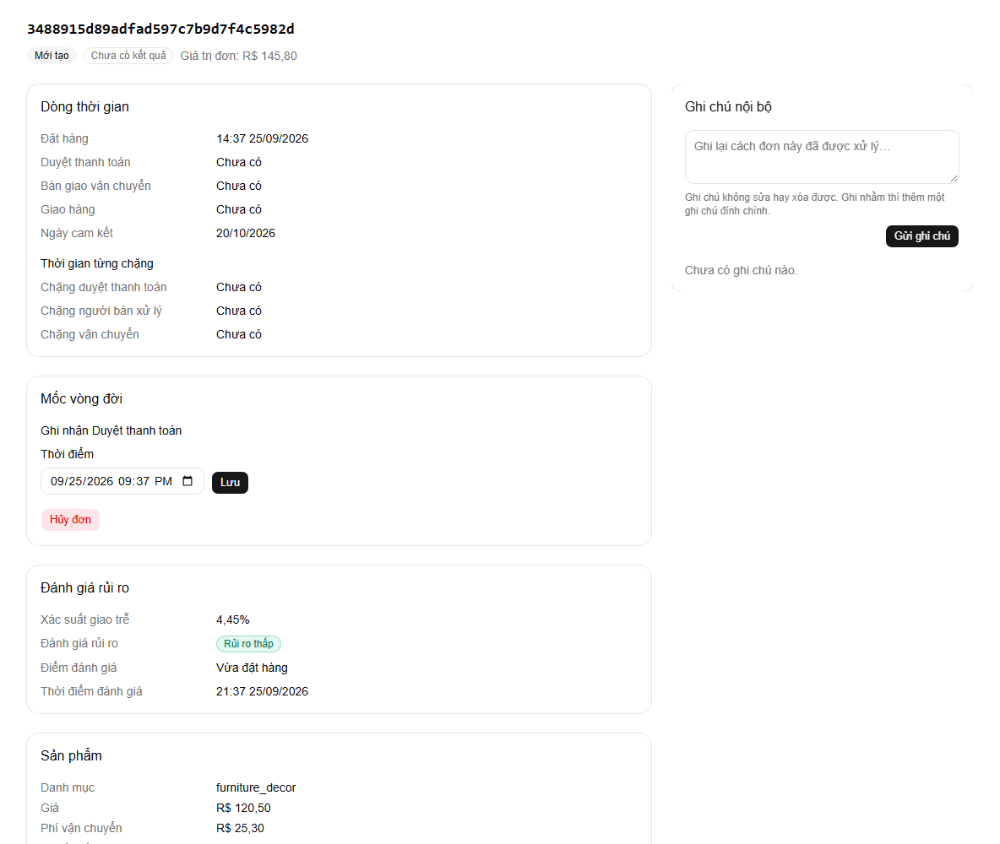 3488915d89adfad597c7b9d7f4c5982d
Mới tạo Chưa có kết quả Giá trị đơn: R$ 145,80
Dòng thời gian
Đặt hàng 14:37 25/09/2026
Duyệt thanh toán Chưa có
Bàn giao vận chuyển Chưa có
Giao hàng Chưa có
Ngày cam kết 20/10/2026
Thời gian từng chặng
Chặng duyệt thanh toán Chưa có
Chặng người bán xử lý Chưa có
Chặng vận chuyển Chưa có
Mốc vòng đời
Ghi nhận Duyệt thanh toán
Thời điểm
09/25/2026 09:37 PM Lưu
Hủy đơn
Đánh giá rủi ro
Xác suất giao trễ 4,45%
Đánh giá rủi ro Rủi ro thấp
Điểm đánh giá Vừa đặt hàng
Thời điểm đánh giá 21:37 25/09/2026
Sản phẩm
Danh mục furniture_decor
Giá R$ 120,50
Phí vận chuyển R$ 25,30
Ghi chú nội bộ
Ghi lại cách đơn này đã được xử lý…
Ghi chú không sửa hay xóa được. Ghi nhầm thì thêm một
ghi chú đính chính.
Gửi ghi chú
Chưa có ghi chú nào.